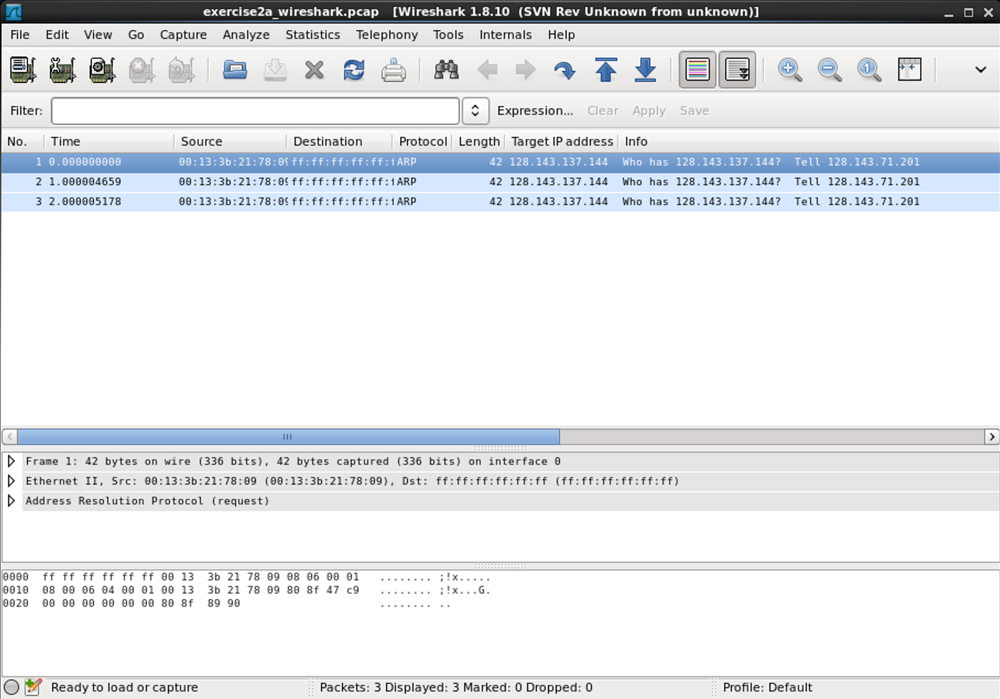 exercise2a_wireshark.pcap [Wireshark 1.8.10 (SVN Rev Unknown from unknown)]
File Edit View Go Capture Analyze Statistics Telephony Tools Internals Help
Filter: Expression... Clear Apply Save
No. Time Source Destination Protocol Length Target IP address Info
1 0.000000000 00:13:3b:21:78:09 ff:ff:ff:ff:ff:f ARP 42 128.143.137.144 Who has 128.143.137.144? Tell 128.143.71.201
2 1.000004659 00:13:3b:21:78:09 ff:ff:ff:ff:ff:f ARP 42 128.143.137.144 Who has 128.143.137.144? Tell 128.143.71.201
3 2.000005178 00:13:3b:21:78:09 ff:ff:ff:ff:ff:f ARP 42 128.143.137.144 Who has 128.143.137.144? Tell 128.143.71.201
Frame 1: 42 bytes on wire (336 bits), 42 bytes captured (336 bits) on interface 0
Ethernet II, Src: 00:13:3b:21:78:09 (00:13:3b:21:78:09), Dst: ff:ff:ff:ff:ff:ff (ff:ff:ff:ff:ff:ff)
Address Resolution Protocol (request)
0000 ff ff ff ff ff ff 00 13 3b 21 78 09 08 06 00 01 ........ ;!x.....
0010 08 00 06 04 00 01 00 13 3b 21 78 09 80 8f 47 c9 ........ ;!x...G.
0020 00 00 00 00 00 00 80 8f 89 90 ........ ..
Ready to load or capture Packets: 3 Displayed: 3 Marked: 0 Dropped: 0 Profile: Default